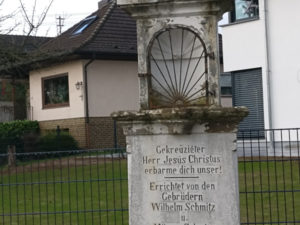 Gekreuzigter
Herr Jesus Christus
erbarme dich unser!
Errichtet von den
Gebrüdern
Wilhelm Schmitz
u.